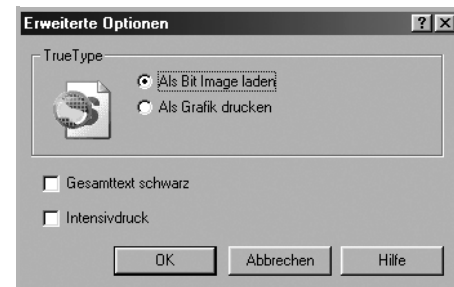 Erweiterte Optionen
TrueType
Als Bit Image laden
Als Grafik drucken
Gesamttext schwarz
Intensivdruck
OK Abbrechen Hilfe